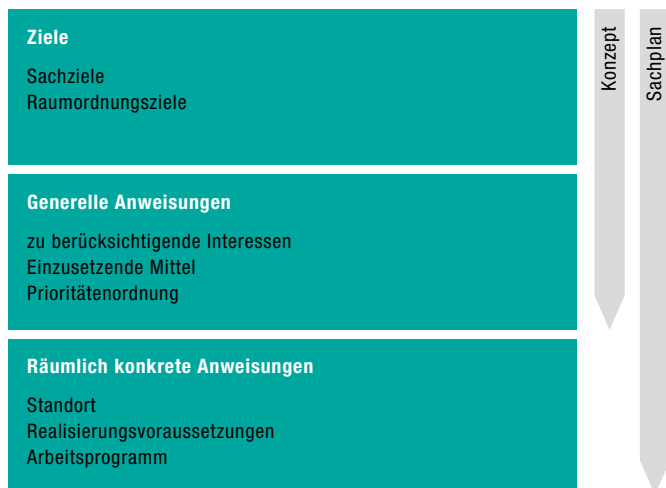 Ziele
Sachziele
Raumordnungsziele
Generelle Anweisungen
zu berücksichtigende Interessen
Einzusetzende Mittel
Prioritätenordnung
Räumlich konkrete Anweisungen
Standort
Realisierungsvoraussetzungen
Arbeitsprogramm
Konzept
Sachplan